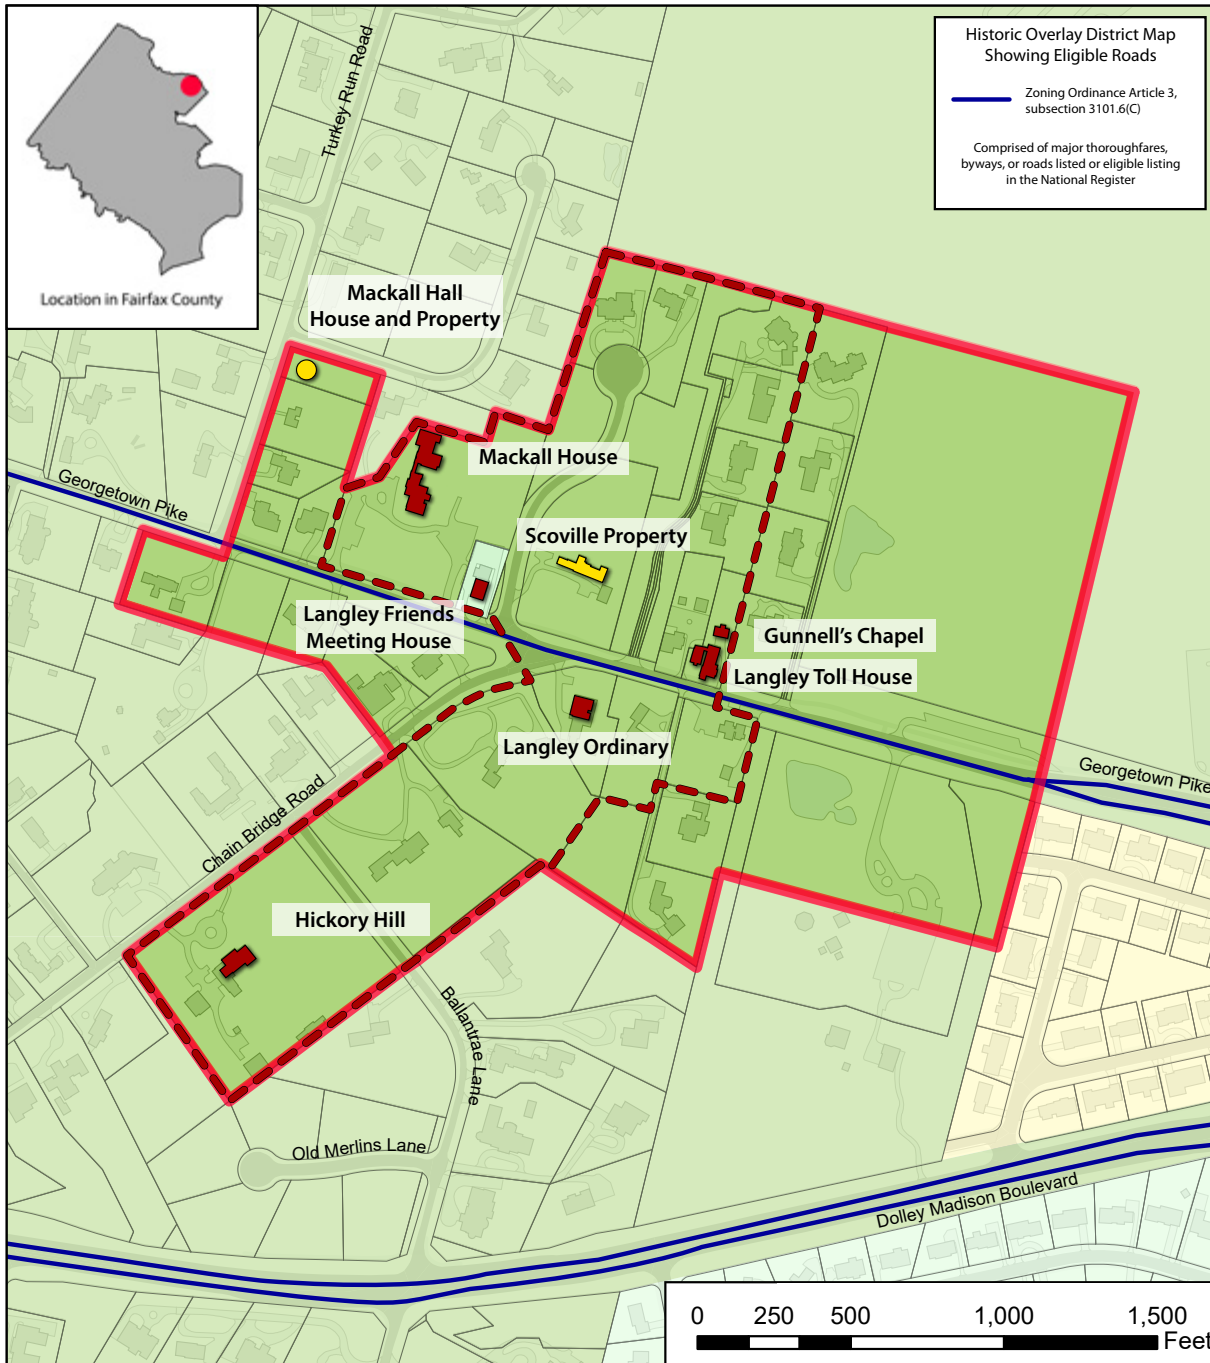 Location in Fairfax County
Historic Overlay District Map
Showing Eligible Roads
Zoning Ordinance Article 3,
subsection 3101.6(C)
Comprised of major thoroughfares,
byways, or roads listed or eligible listing
in the National Register
Turkey Run Road
Mackall Hall
House and Property
Mackall House
Georgetown Pike
Scoville Property
Langley Friends
Meeting House
Gunnell’s Chapel
Langley Toll House
Langley Ordinary
Georgetown Pike
Chain Bridge Road
Hickory Hill
Ballantrae Lane
Old Merlins Lane
Dolley Madison Boulevard
0 250 500 1,000 1,500
Feet